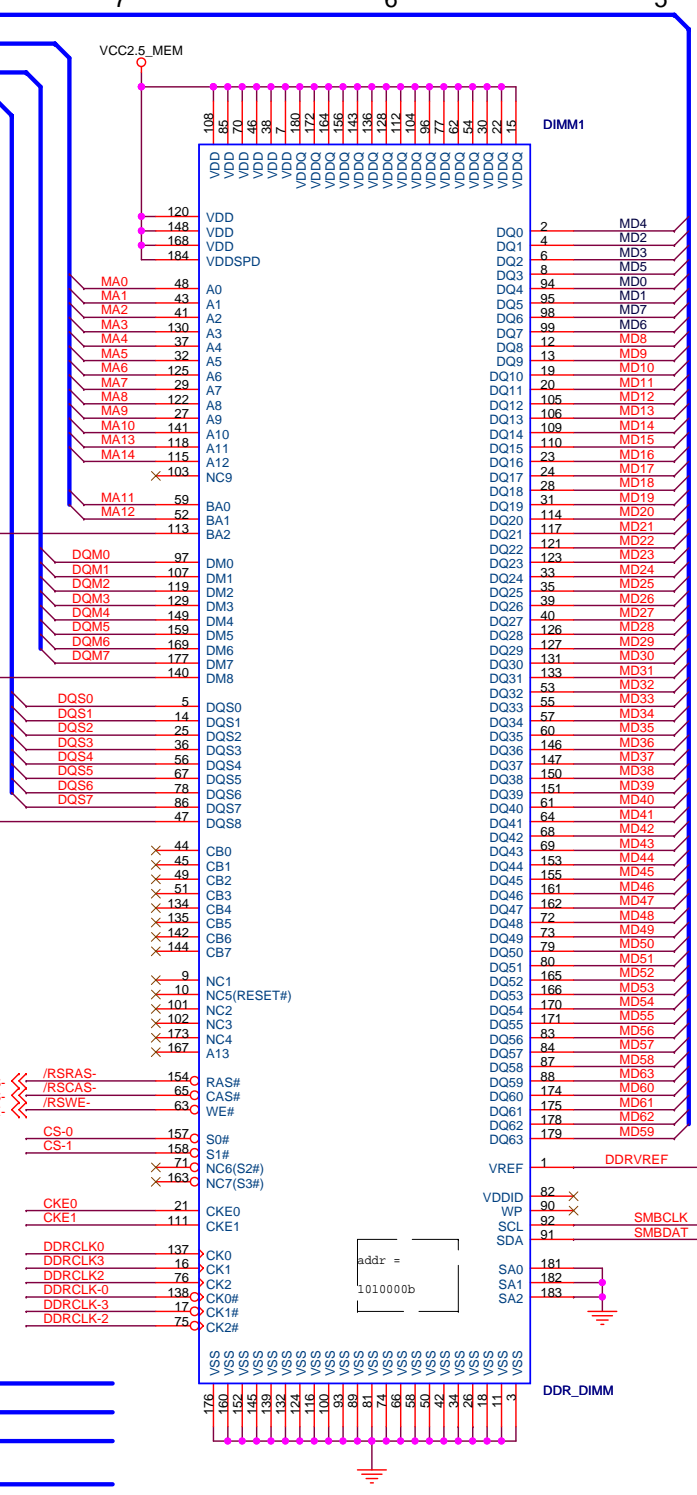 7 6 5
VCC2.5_MEM
DIMM1
108 85 70 46 38 7 180 172 164 156 143 136 128 112 104 96 77 62 54 30 22 15
VDD VDD VDD VDD VDD VDD VDDQ VDDQ VDDQ VDDQ VDDQ VDDQ VDDQ VDDQ VDDQ VDDQ VDDQ VDDQ VDDQ VDDQ VDDQ VDDQ
120 VDD
148 VDD
168 VDD
184 VDDSPD
MA0 48 A0
MA1 43 A1
MA2 41 A2
MA3 130 A3
MA4 37 A4
MA5 32 A5
MA6 125 A6
MA7 29 A7
MA8 122 A8
MA9 27 A9
MA10 141 A10
MA13 118 A11
MA14 115 A12
103 NC9
MA11 59 BA0
MA12 52 BA1
113 BA2
DQM0 97 DM0
DQM1 107 DM1
DQM2 119 DM2
DQM3 129 DM3
DQM4 149 DM4
DQM5 159 DM5
DQM6 169 DM6
DQM7 177 DM7
140 DM8
DQS0 5 DQS0
DQS1 14 DQS1
DQS2 25 DQS2
DQS3 36 DQS3
DQS4 56 DQS4
DQS5 67 DQS5
DQS6 78 DQS6
DQS7 86 DQS7
47 DQS8
44 CB0
45 CB1
49 CB2
51 CB3
134 CB4
135 CB5
142 CB6
144 CB7
9 NC1
10 NC5(RESET#)
101 NC2
102 NC3
173 NC4
167 A13
/RSRAS- 154 RAS#
/RSCAS- 65 CAS#
/RSWE- 63 WE#
CS-0 157 S0#
CS-1 158 S1#
71 NC6(S2#)
163 NC7(S3#)
CKE0 21 CKE0
CKE1 111 CKE1
DDRCLK0 137 CK0
DDRCLK3 16 CK1
DDRCLK2 76 CK2
DDRCLK-0 138 CK0#
DDRCLK-3 17 CK1#
DDRCLK-2 75 CK2#
DQ0 2 MD4
DQ1 4 MD2
DQ2 6 MD3
DQ3 8 MD5
DQ4 94 MD0
DQ5 95 MD1
DQ6 98 MD7
DQ7 99 MD6
DQ8 12 MD8
DQ9 13 MD9
DQ10 19 MD10
DQ11 20 MD11
DQ12 105 MD12
DQ13 106 MD13
DQ14 109 MD14
DQ15 110 MD15
DQ16 23 MD16
DQ17 24 MD17
DQ18 28 MD18
DQ19 31 MD19
DQ20 114 MD20
DQ21 117 MD21
DQ22 121 MD22
DQ23 123 MD23
DQ24 33 MD24
DQ25 35 MD25
DQ26 39 MD26
DQ27 40 MD27
DQ28 126 MD28
DQ29 127 MD29
DQ30 131 MD30
DQ31 133 MD31
DQ32 53 MD32
DQ33 55 MD33
DQ34 57 MD34
DQ35 60 MD35
DQ36 146 MD36
DQ37 147 MD37
DQ38 150 MD38
DQ39 151 MD39
DQ40 61 MD40
DQ41 64 MD41
DQ42 68 MD42
DQ43 69 MD43
DQ44 153 MD44
DQ45 155 MD45
DQ46 161 MD46
DQ47 162 MD47
DQ48 72 MD48
DQ49 73 MD49
DQ50 79 MD50
DQ51 80 MD51
DQ52 165 MD52
DQ53 166 MD53
DQ54 170 MD54
DQ55 171 MD55
DQ56 83 MD56
DQ57 84 MD57
DQ58 87 MD58
DQ59 88 MD63
DQ60 174 MD60
DQ61 175 MD61
DQ62 178 MD62
DQ63 179 MD59
VREF 1 DDRVREF
VDDID 82
WP 90
SCL 92 SMBCLK
SDA 91 SMBDAT
SA0 181
SA1 182
SA2 183
addr =
1010000b
VSS VSS VSS VSS VSS VSS VSS VSS VSS VSS VSS VSS VSS VSS VSS VSS VSS VSS VSS VSS VSS VSS
176 160 152 145 139 132 124 116 100 93 89 81 74 66 58 50 42 34 26 18 11 3
DDR_DIMM